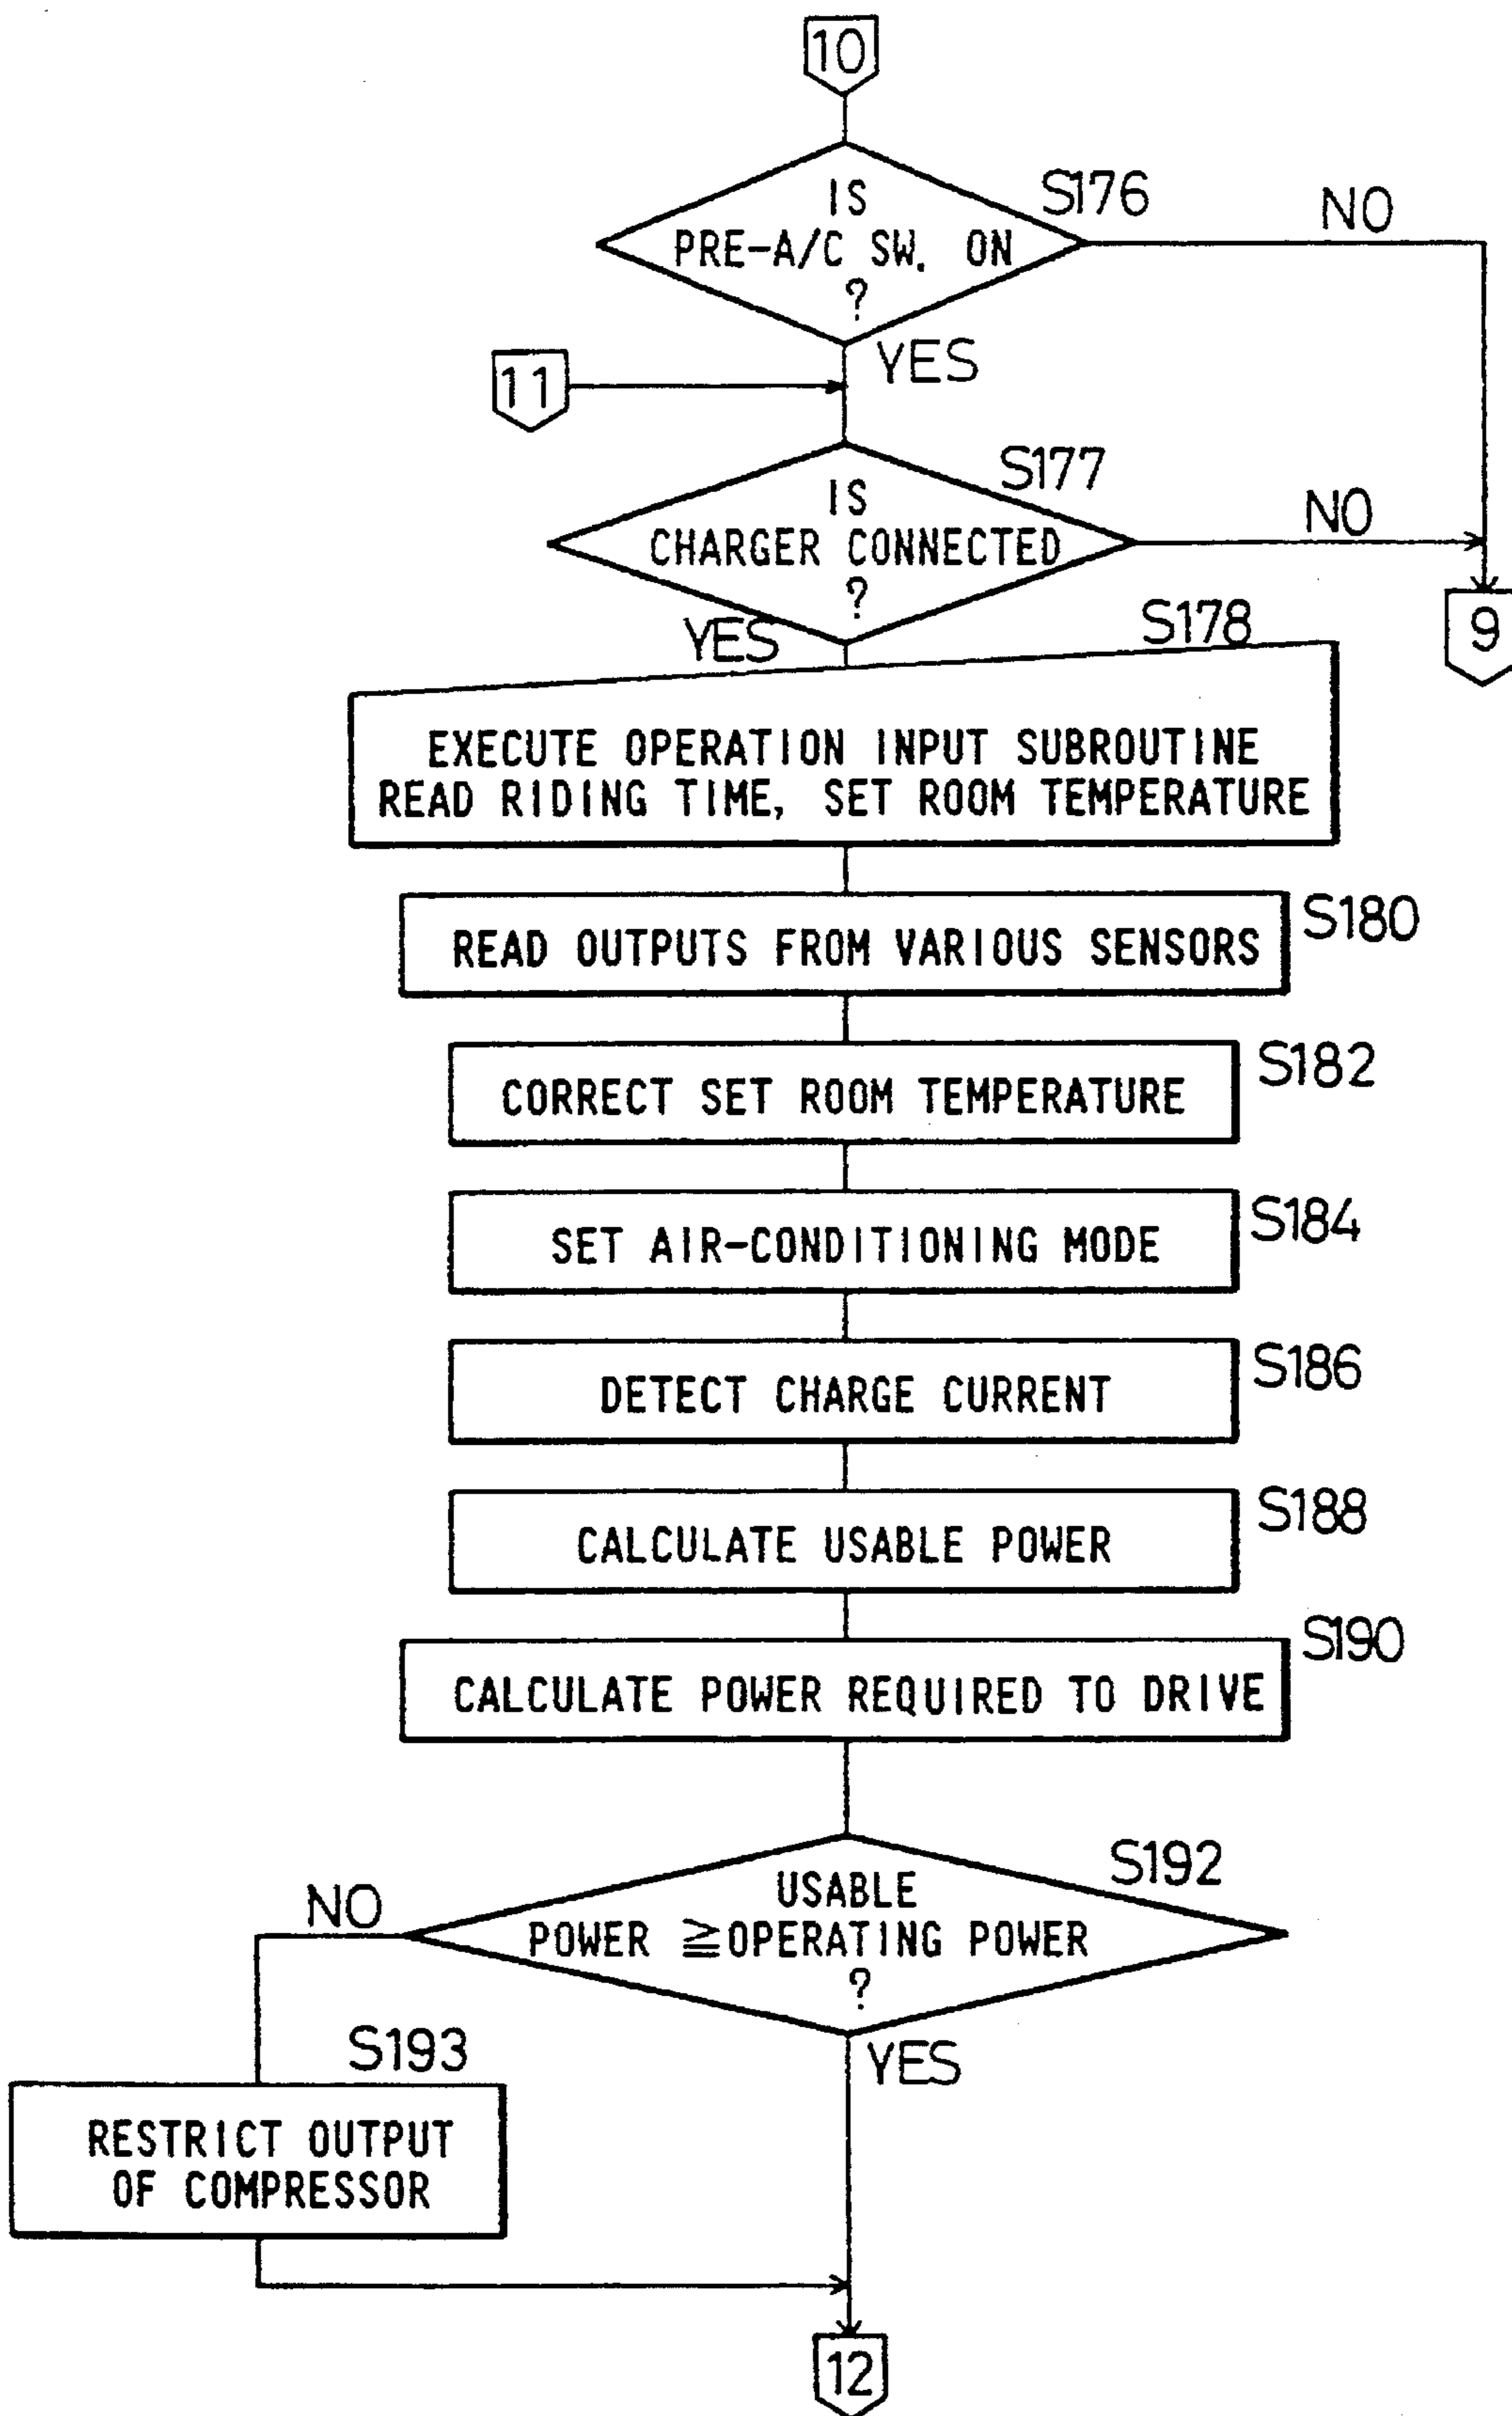 10
IS
PRE-A/C SW. ON
?
S176
NO
YES
11
IS
CHARGER CONNECTED
?
S177
NO
9
YES
S178
EXECUTE OPERATION INPUT SUBROUTINE
READ RIDING TIME, SET ROOM TEMPERATURE
READ OUTPUTS FROM VARIOUS SENSORS
S180
CORRECT SET ROOM TEMPERATURE
S182
SET AIR-CONDITIONING MODE
S184
DETECT CHARGE CURRENT
S186
CALCULATE USABLE POWER
S188
CALCULATE POWER REQUIRED TO DRIVE
S190
USABLE
POWER ≧OPERATING POWER
?
S192
NO
YES
S193
RESTRICT OUTPUT
OF COMPRESSOR
12